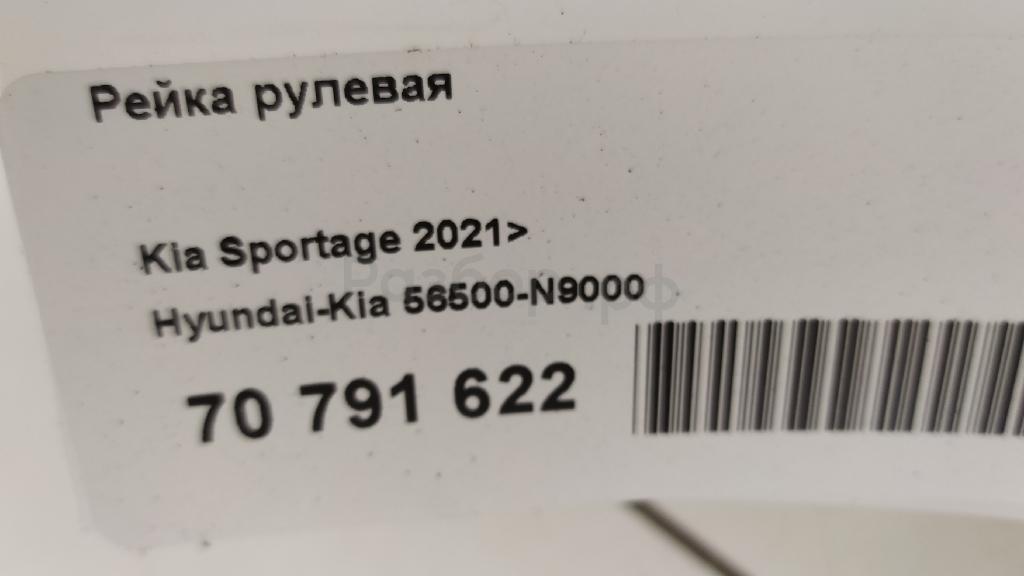 Рейка рулевая
Kia Sportage 2021>
Hyundai-Kia 56500-N9000
70 791 622